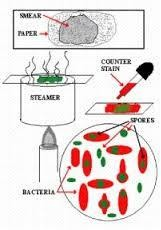 SMEAR
PAPER
COUNTER
STAIN
STEAMER
SPORES
BACTERIA